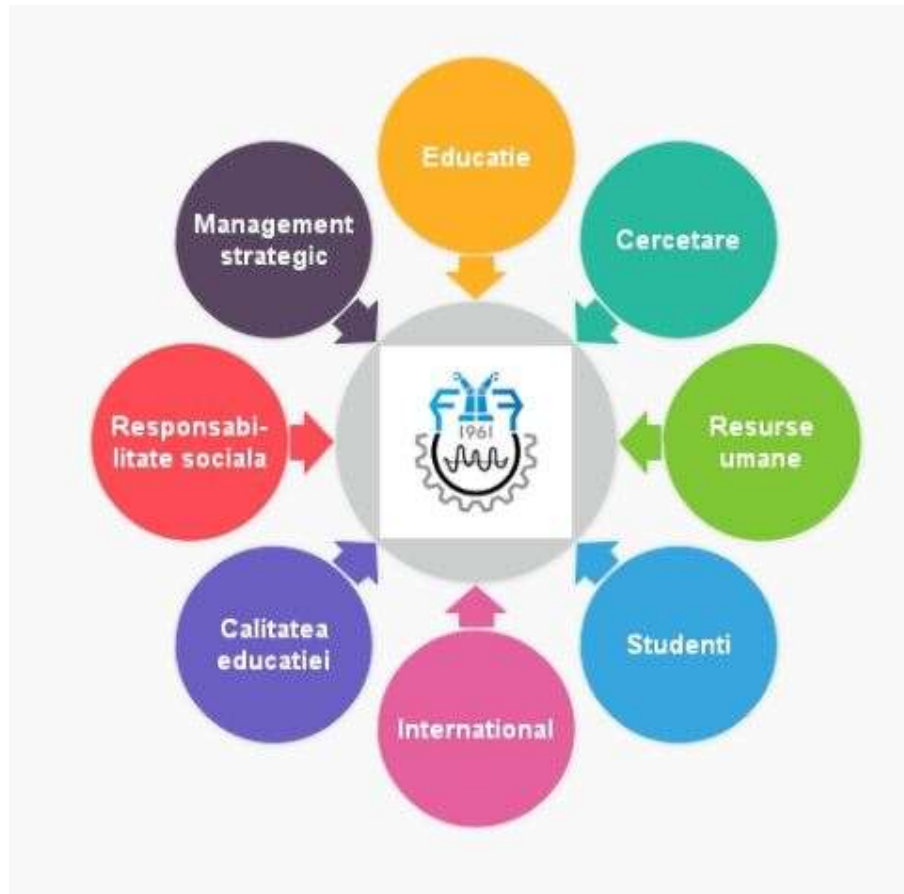 Educatie
Cercetare
Resurse
umane
Studenti
International
Calitatea
educatiei
Responsabi-
litate sociala
Management
strategic
1961